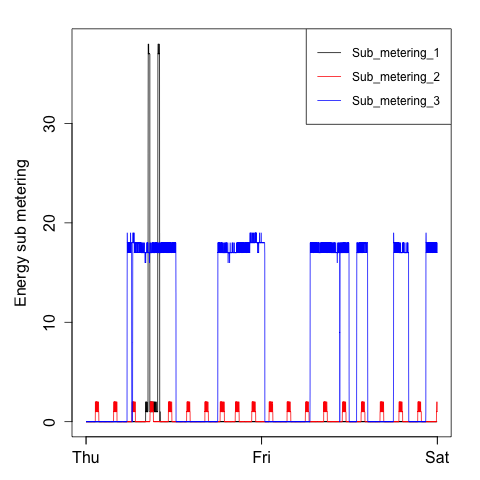 Sub_metering_1
Sub_metering_2
Sub_metering_3
Energy sub metering
30
20
10
0
Thu Fri Sat